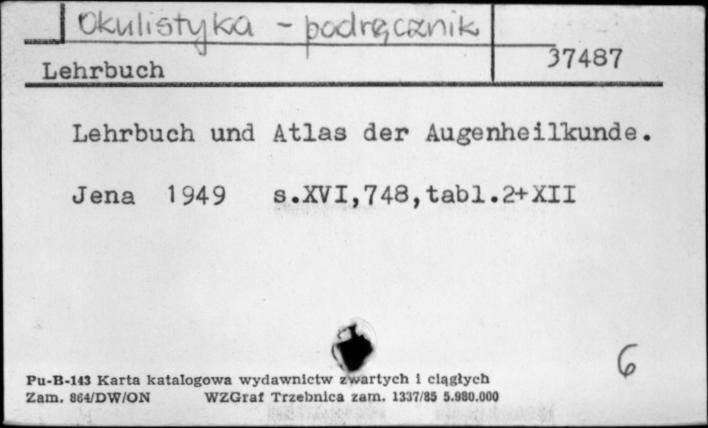 Okulistyka - podręcznik
Lehrbuch 37487
Lehrbuch und Atlas der Augenheilkunde.
Jena 1949 s.XVI,748,tabl.2+XII
6
Pu-B-143 Karta katalogowa wydawnictw zwartych i ciągłych
Zam. 864/DW/ON WZGraf Trzebnica zam. 1337/85 5.980.000